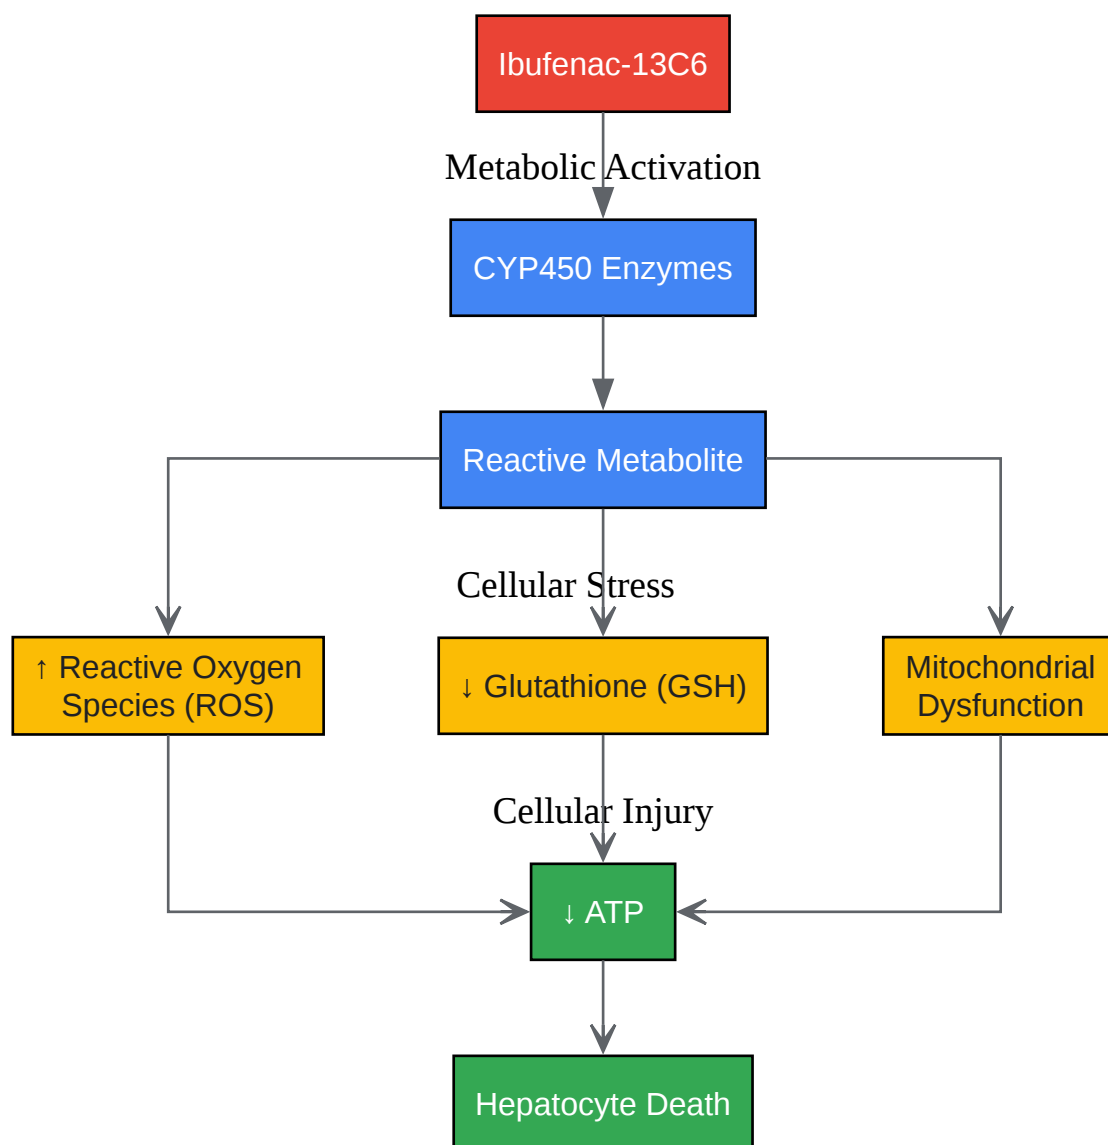 Ibufenac-13C6
Metabolic Activation
CYP450 Enzymes
Reactive Metabolite
Cellular Stress
↑ Reactive Oxygen
Species (ROS)
↓ Glutathione (GSH)
Mitochondrial
Dysfunction
Cellular Injury
↓ ATP
Hepatocyte Death